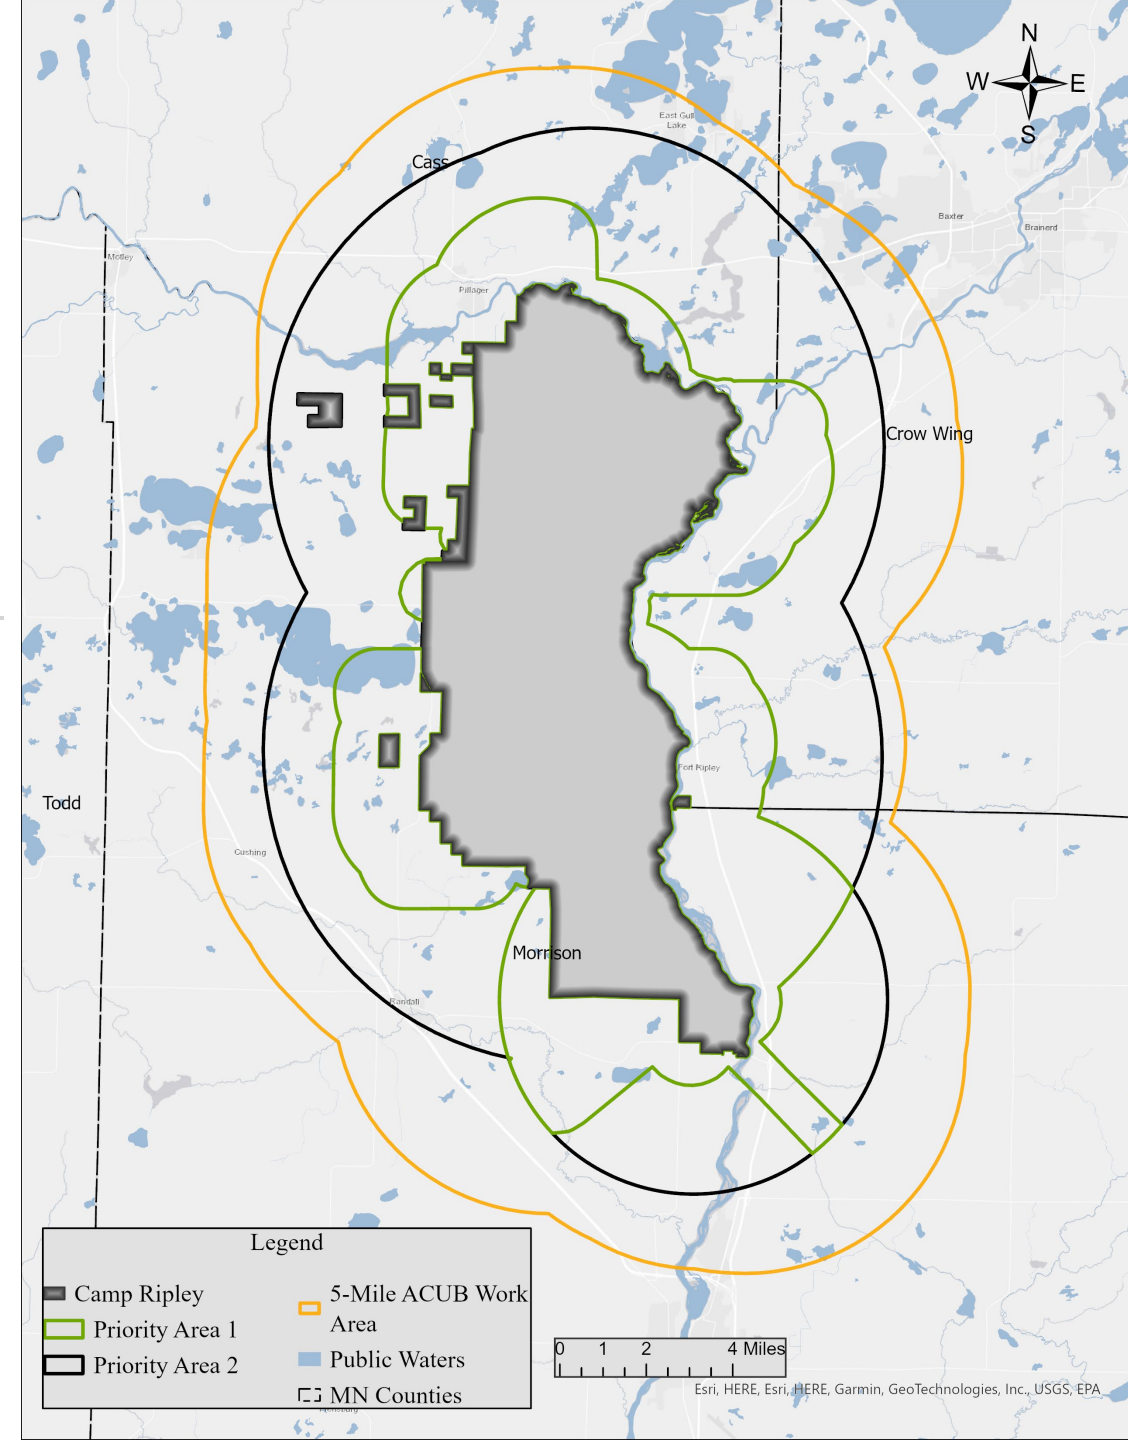 N
W E
S
East Gull
Lake
Cass
Baxter
Brainerd
Motley
Pillager
Crow Wing
Fort Ripley
Todd
Cushing
Morrison
Randall
Legend
Camp Ripley
Priority Area 1
Priority Area 2
5-Mile ACUB Work
Area
Public Waters
MN Counties
0 1 2 4 Miles
Esri, HERE, Esri, HERE, Garmin, GeoTechnologies, Inc., USGS, EPA